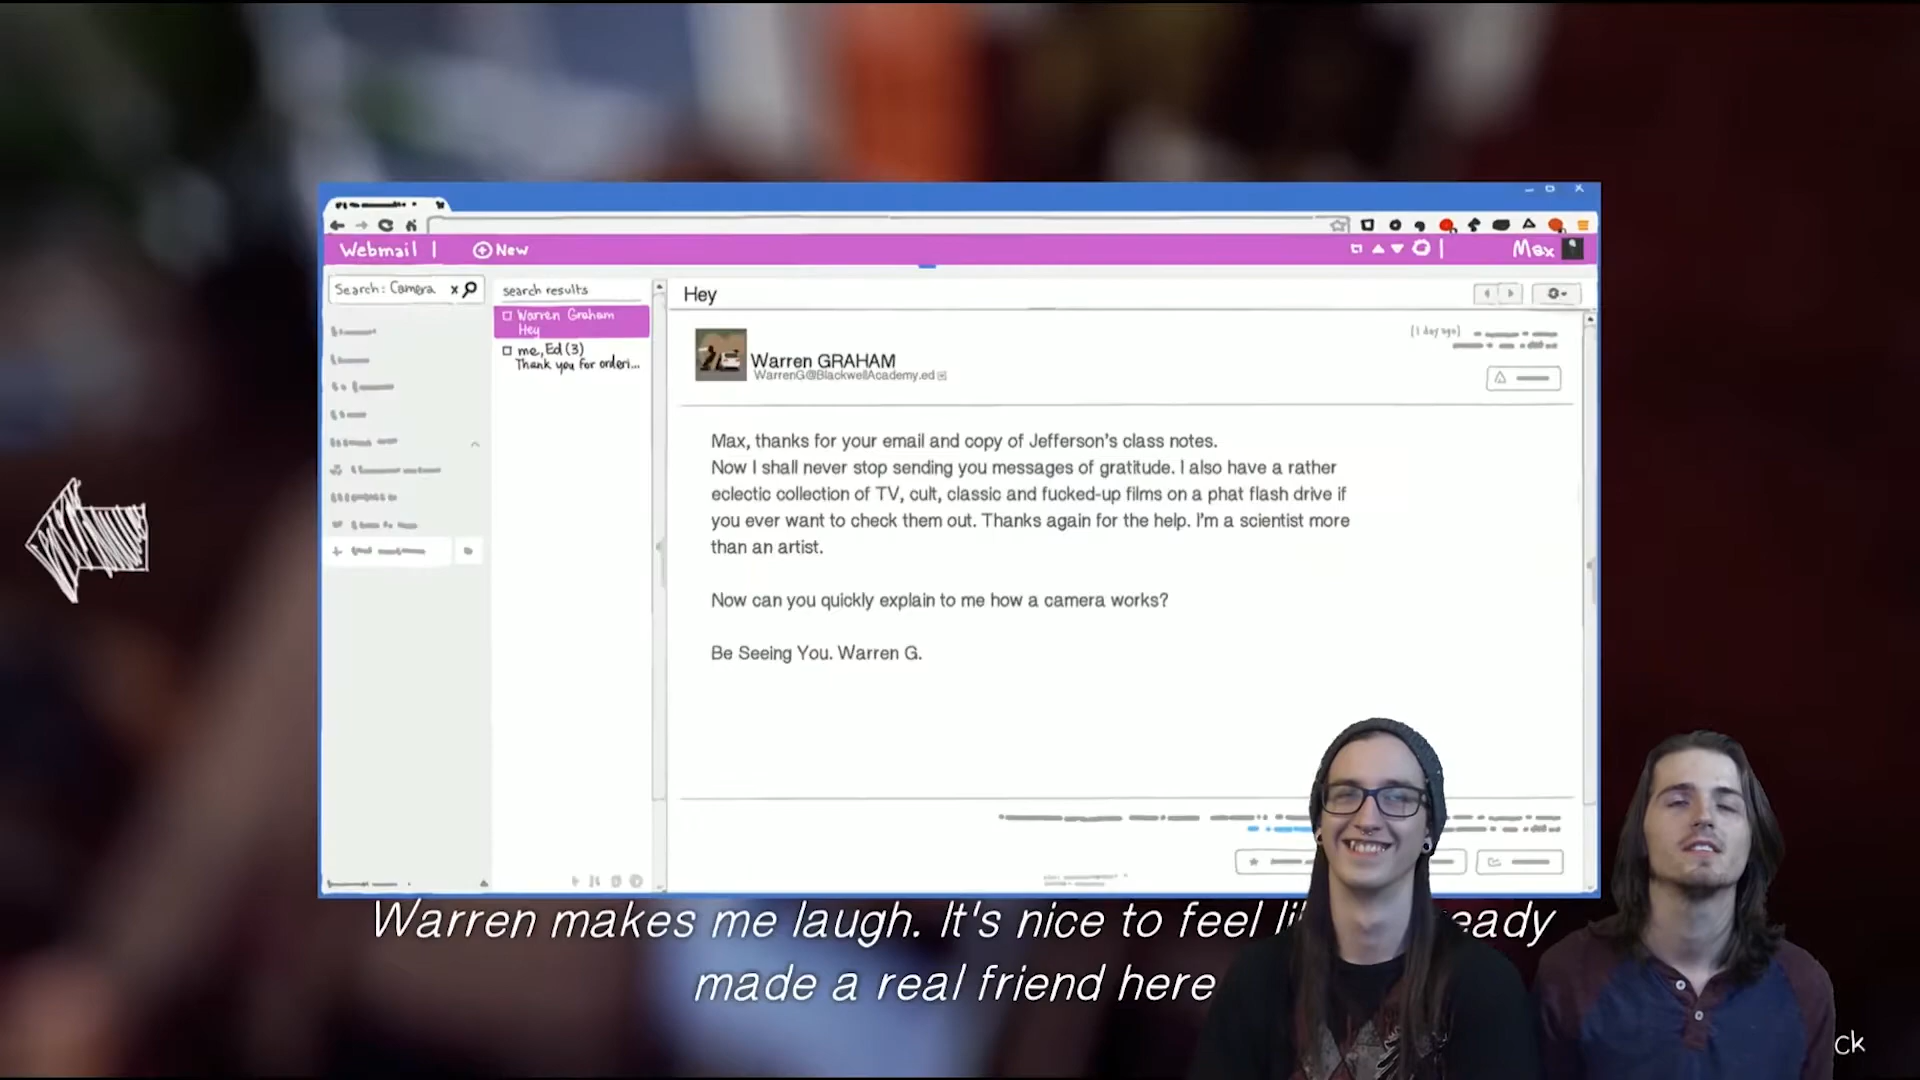 Webmail |
New
Max
Search: Camera x
search results
Warren Graham
Hey
me, Ed (3)
Thank you for orderi...
Hey
(1 day ago)
Warren GRAHAM
WarrenG@BlackwellAcademy.ed
Max, thanks for your email and copy of Jefferson's class notes.
Now I shall never stop sending you messages of gratitude. I also have a rather
eclectic collection of TV, cult, classic and fucked-up films on a phat flash drive if
you ever want to check them out. Thanks again for the help. I'm a scientist more
than an artist.
Now can you quickly explain to me how a camera works?
Be Seeing You. Warren G.
Warren makes me laugh. It's nice to feel
made a real friend here
ck